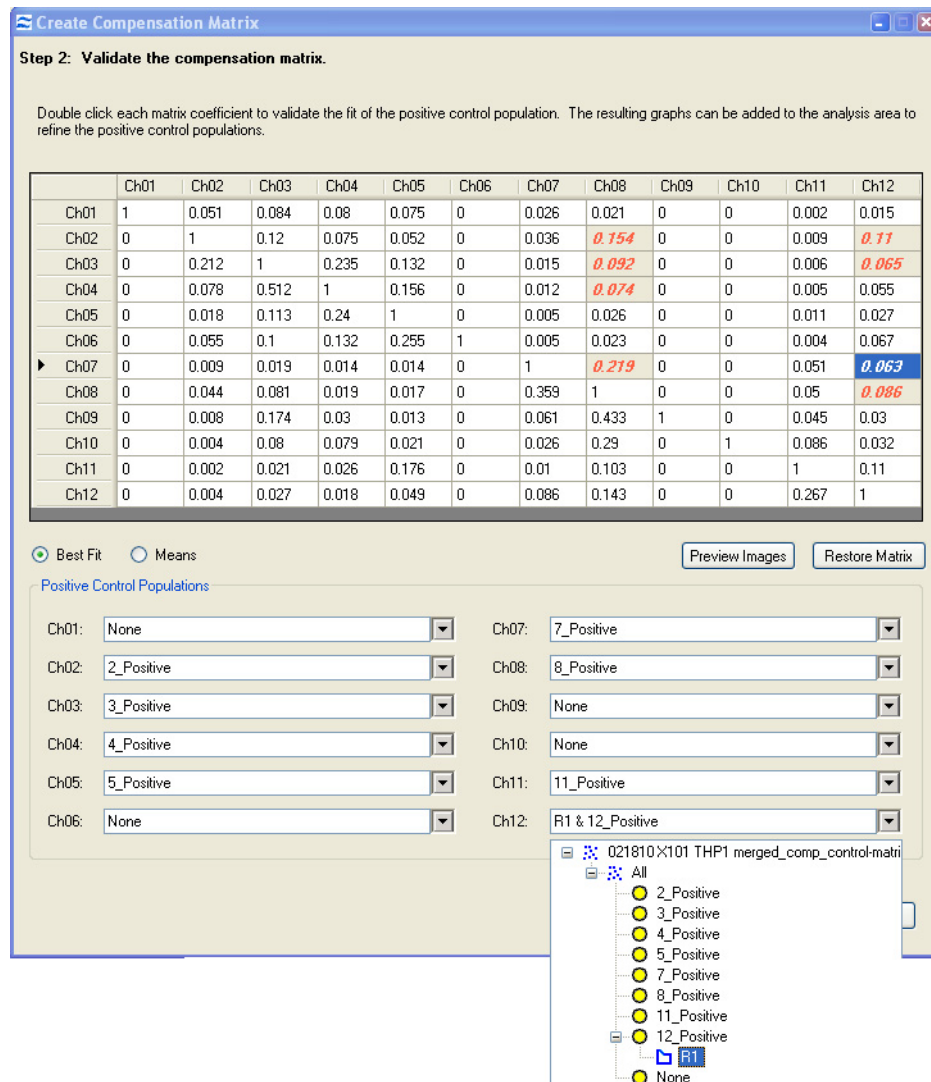 Create Compensation Matrix
Step 2: Validate the compensation matrix.
Double click each matrix coefficient to validate the fit of the positive control population. The resulting graphs can be added to the analysis area to
refine the positive control populations.
Ch01 Ch02 Ch03 Ch04 Ch05 Ch06 Ch07 Ch08 Ch09 Ch10 Ch11 Ch12
Ch01 1 0.051 0.084 0.08 0.075 0 0.026 0.021 0 0 0.002 0.015
Ch02 0 1 0.12 0.075 0.052 0 0.036 0.154 0 0 0.009 0.11
Ch03 0 0.212 1 0.235 0.132 0 0.015 0.092 0 0 0.006 0.065
Ch04 0 0.078 0.512 1 0.156 0 0.012 0.074 0 0 0.005 0.055
Ch05 0 0.018 0.113 0.24 1 0 0.005 0.026 0 0 0.011 0.027
Ch06 0 0.055 0.1 0.132 0.255 1 0.005 0.023 0 0 0.004 0.067
Ch07 0 0.009 0.019 0.014 0.014 0 1 0.219 0 0 0.051 0.063
Ch08 0 0.044 0.081 0.019 0.017 0 0.359 1 0 0 0.05 0.086
Ch09 0 0.008 0.174 0.03 0.013 0 0.061 0.433 1 0 0.045 0.03
Ch10 0 0.004 0.08 0.079 0.021 0 0.026 0.29 0 1 0.086 0.032
Ch11 0 0.002 0.021 0.026 0.176 0 0.01 0.103 0 0 1 0.11
Ch12 0 0.004 0.027 0.018 0.049 0 0.086 0.143 0 0 0.267 1
Best Fit Means Preview Images Restore Matrix
Positive Control Populations
Ch01: None Ch07: 7_Positive
Ch02: 2_Positive Ch08: 8_Positive
Ch03: 3_Positive Ch09: None
Ch04: 4_Positive Ch10: None
Ch05: 5_Positive Ch11: 11_Positive
Ch06: None Ch12: R1 & 12_Positive
021810 X101 THP1 merged_comp_control-matri
All
2_Positive
3_Positive
4_Positive
5_Positive
7_Positive
8_Positive
11_Positive
12_Positive
R1
None